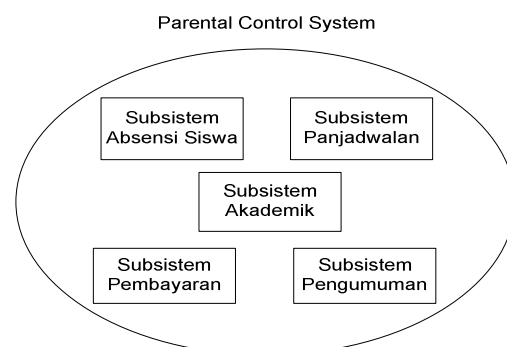 Parental Control System
Subsistem
Absensi Siswa
Subsistem
Panjadwalan
Subsistem
Akademik
Subsistem
Pembayaran
Subsistem
Pengumuman